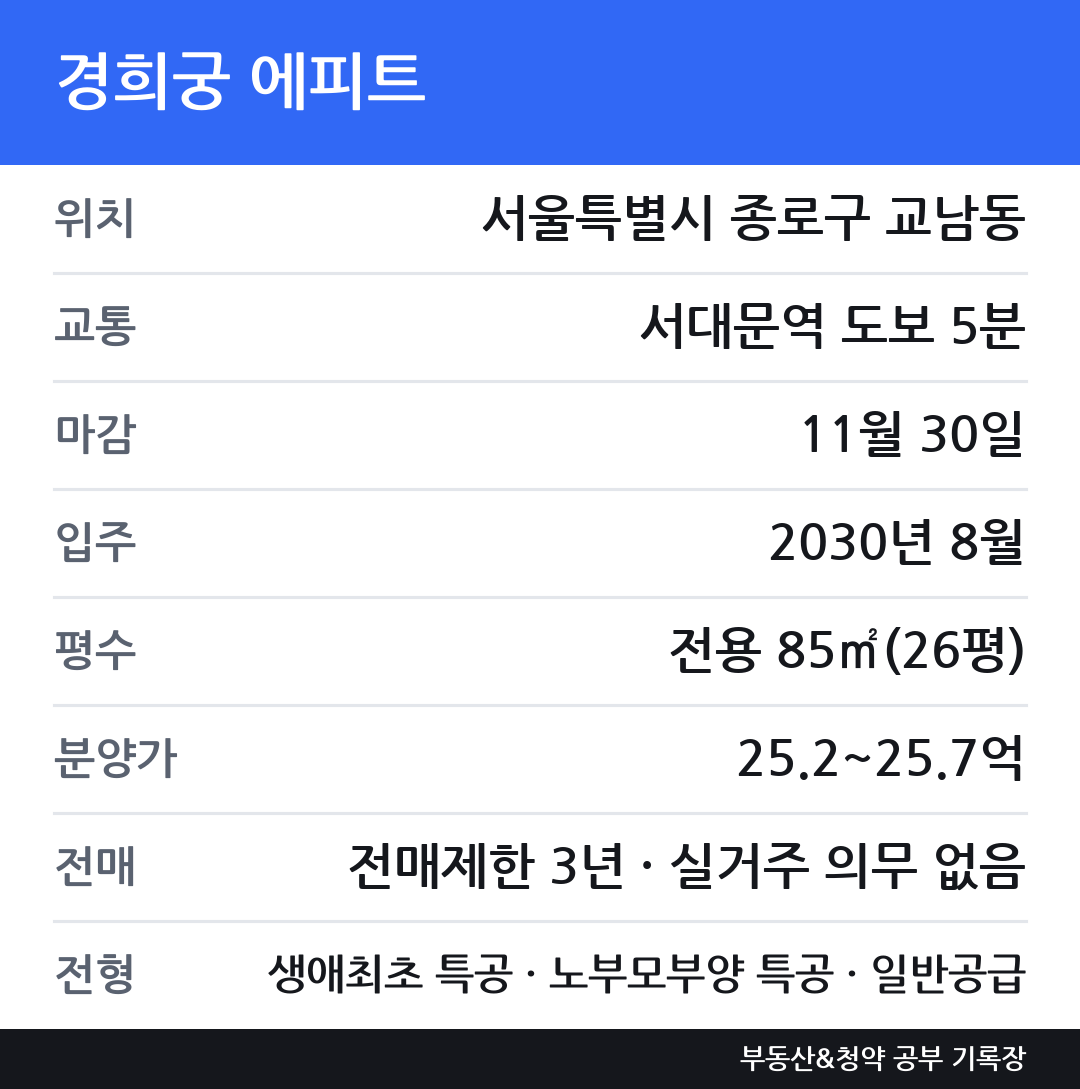 경희궁 에피트
위치 서울특별시 종로구 교남동
교통 서대문역 도보 5분
마감 11월 30일
입주 2030년 8월
평수 전용 85㎡(26평)
분양가 25.2~25.7억
전매 전매제한 3년 · 실거주 의무 없음
전형 생애최초 특공 · 노부모부양 특공 · 일반공급
부동산&청약 공부 기록장